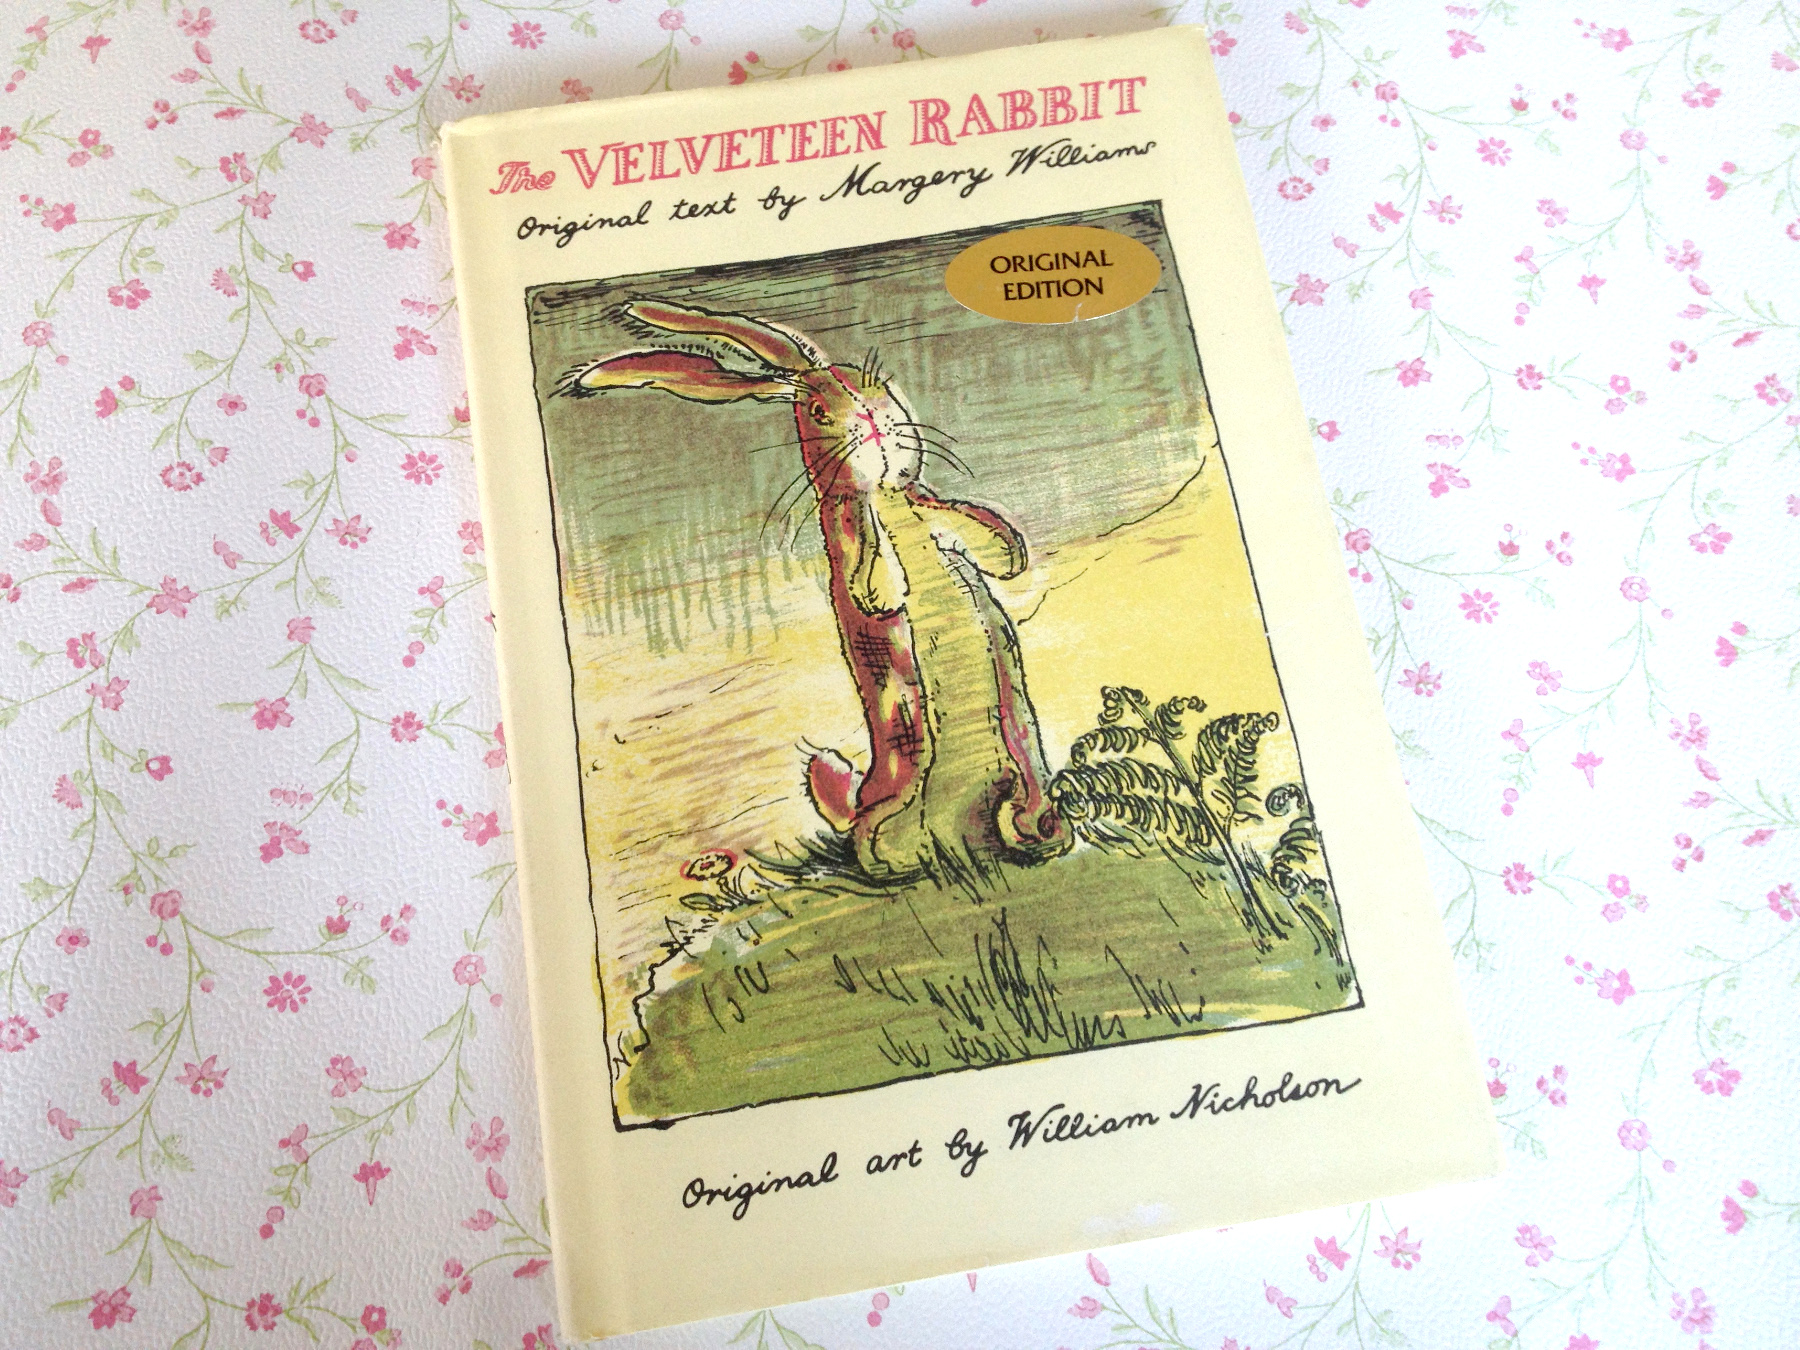 The VELVETEEN RABBIT
Original text by Margery Williams
ORIGINAL
EDITION
Original art by William Nicholson